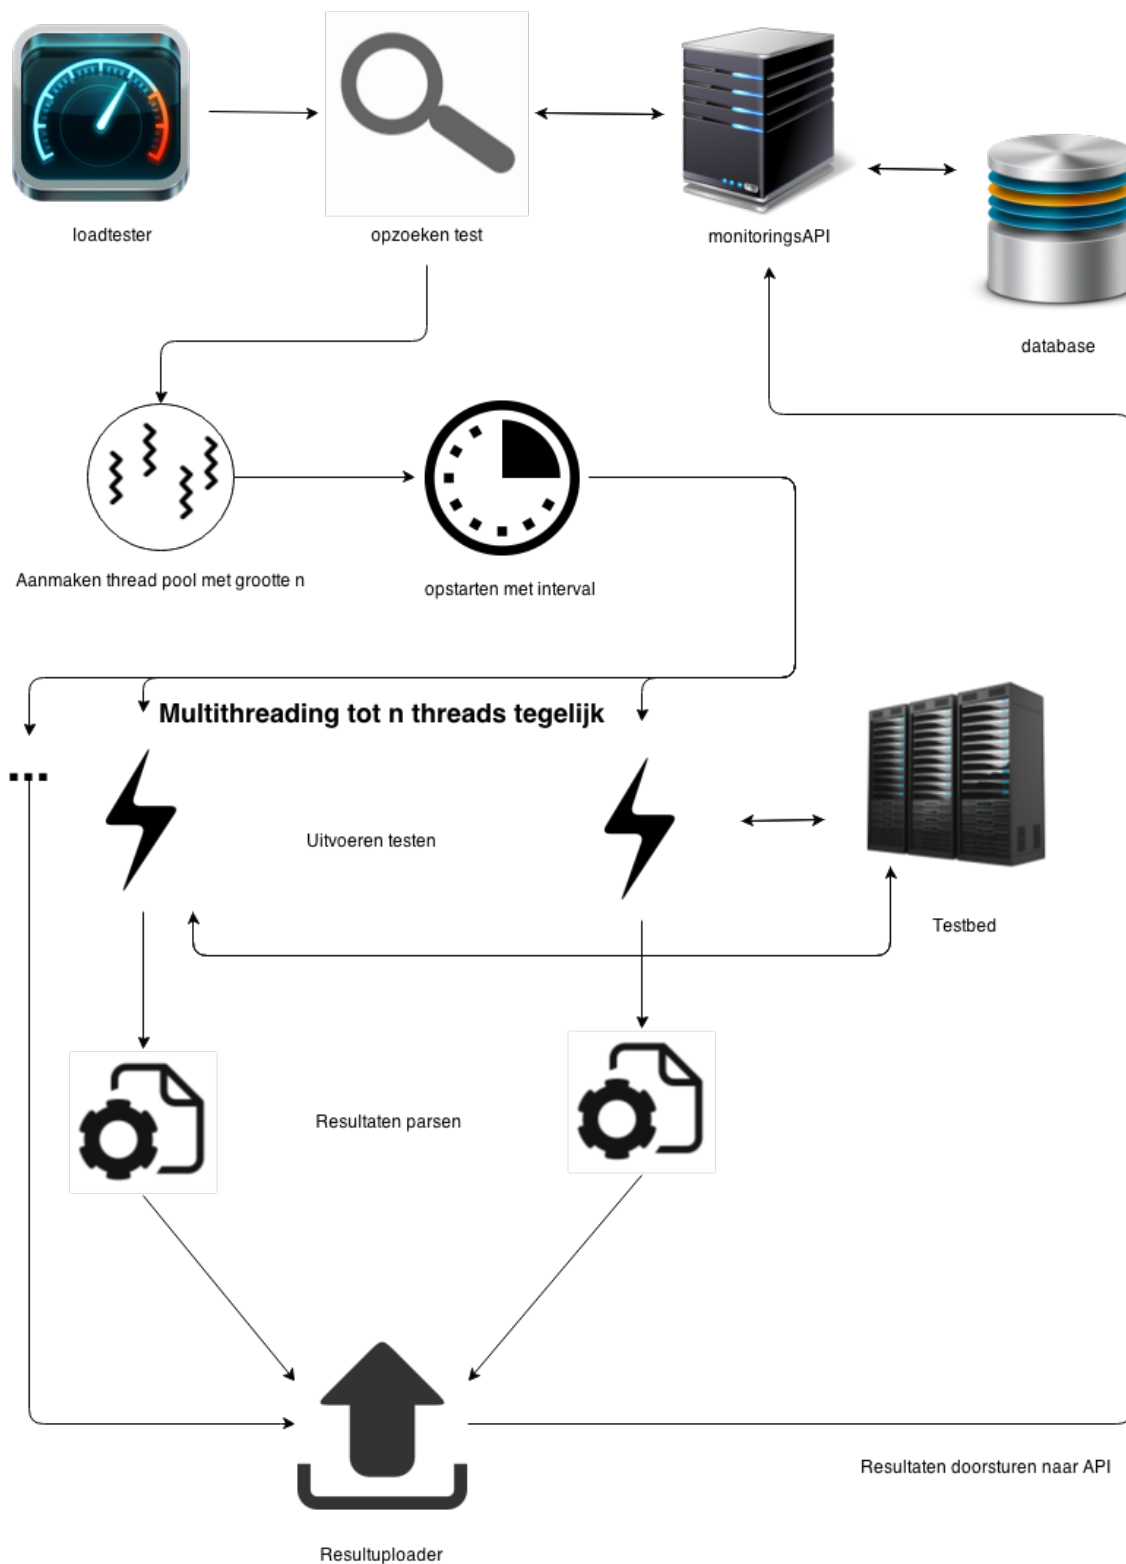 loadtester
opzoeken test
monitoringsAPI
database
Aanmaken thread pool met grootte n
opstarten met interval
Multithreading tot n threads tegelijk
...
Uitvoeren testen
Testbed
Resultaten parsen
Resultaten doorsturen naar API
Resultuploader